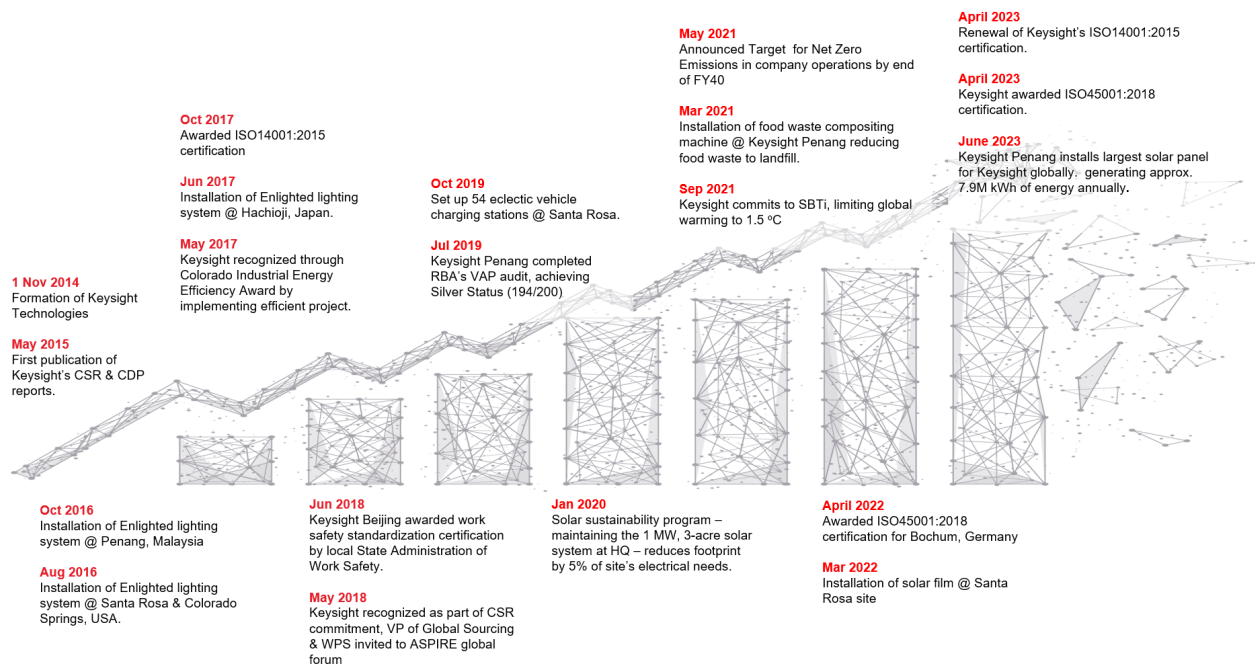 1 Nov 2014
Formation of Keysight
Technologies
May 2015
First publication of
Keysight's CSR & CDP
reports.
Oct 2017
Awarded ISO14001:2015
certification
Jun 2017
Installation of Enlighted lighting
system @ Hachioji, Japan.
May 2017
Keysight recognized through
Colorado Industrial Energy
Efficiency Award by
implementing efficient project.
Oct 2019
Set up 54 eclectic vehicle
charging stations @ Santa Rosa.
Jul 2019
Keysight Penang completed
RBA's VAP audit, achieving
Silver Status (194/200)
May 2021
Announced Target  for Net Zero
Emissions in company operations by end
of FY40
Mar 2021
Installation of food waste compositing
machine @ Keysight Penang reducing
food waste to landfill.
Sep 2021
Keysight commits to SBTi, limiting global
warming to 1.5 ºC
April 2023
Renewal of Keysight's ISO14001:2015
certification.
April 2023
Keysight awarded ISO45001:2018
certification.
June 2023
Keysight Penang installs largest solar panel
for Keysight globally.  generating approx.
7.9M kWh of energy annually.
Oct 2016
Installation of Enlighted lighting
system @ Penang, Malaysia
Aug 2016
Installation of Enlighted lighting
system @ Santa Rosa & Colorado
Springs, USA.
Jun 2018
Keysight Beijing awarded work
safety standardization certification
by local State Administration of
Work Safety.
May 2018
Keysight recognized as part of CSR
commitment, VP of Global Sourcing
& WPS invited to ASPIRE global
forum
Jan 2020
Solar sustainability program –
maintaining the 1 MW, 3-acre solar
system at HQ – reduces footprint
by 5% of site's electrical needs.
April 2022
Awarded ISO45001:2018
certification for Bochum, Germany
Mar 2022
Installation of solar film @ Santa
Rosa site